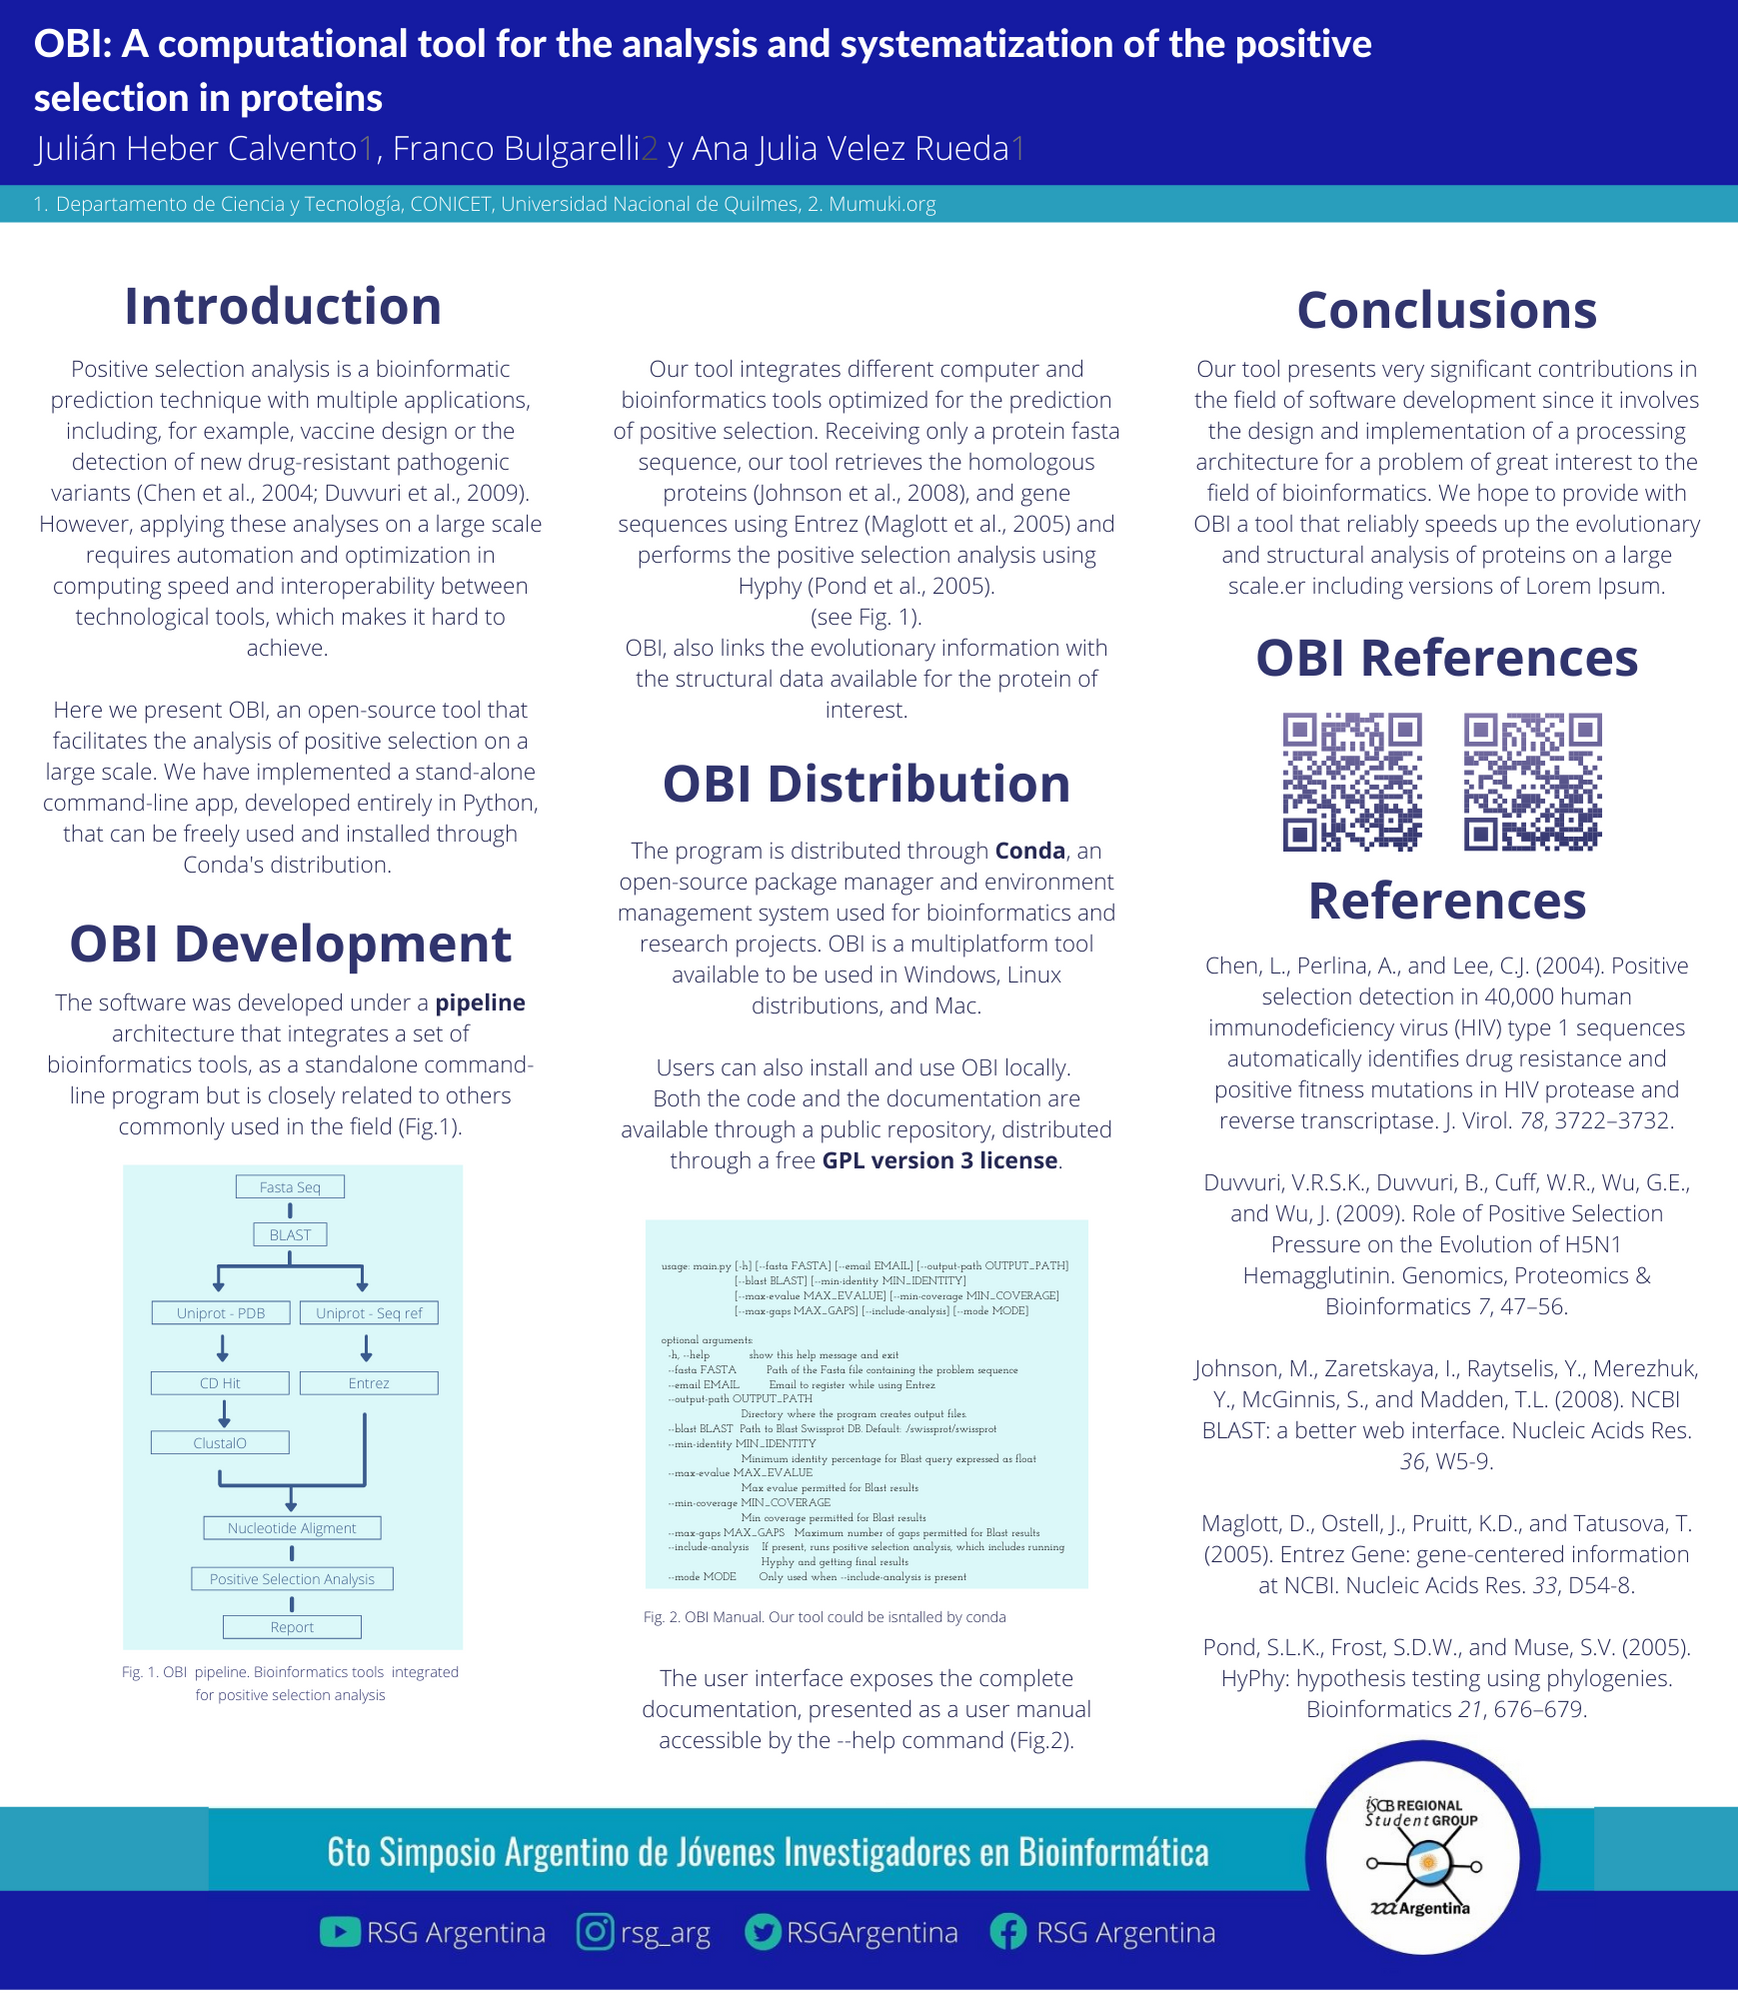 OBI: A computational tool for the analysis and systematization of the positive
selection in proteins
Julián Heber Calvento1, Franco Bulgarelli2 y Ana Julia Velez Rueda1
1. Departamento de Ciencia y Tecnología, CONICET, Universidad Nacional de Quilmes, 2. Mumuki.org
Introduction
Positive selection analysis is a bioinformatic
prediction technique with multiple applications,
including, for example, vaccine design or the
detection of new drug-resistant pathogenic
variants (Chen et al., 2004; Duvvuri et al., 2009).
However, applying these analyses on a large scale
requires automation and optimization in
computing speed and interoperability between
technological tools, which makes it hard to
achieve.
Here we present OBI, an open-source tool that
facilitates the analysis of positive selection on a
large scale. We have implemented a stand-alone
command-line app, developed entirely in Python,
that can be freely used and installed through
Conda's distribution.
OBI Development
The software was developed under a pipeline
architecture that integrates a set of
bioinformatics tools, as a standalone command-
line program but is closely related to others
commonly used in the field (Fig.1).
Fasta Seq
BLAST
Uniprot - PDB
Uniprot - Seq ref
CD Hit
Entrez
ClustalO
Nucleotide Aligment
Positive Selection Analysis
Report
Fig. 1. OBI pipeline. Bioinformatics tools integrated
for positive selection analysis
Our tool integrates different computer and
bioinformatics tools optimized for the prediction
of positive selection. Receiving only a protein fasta
sequence, our tool retrieves the homologous
proteins (Johnson et al., 2008), and gene
sequences using Entrez (Maglott et al., 2005) and
performs the positive selection analysis using
Hyphy (Pond et al., 2005).
(see Fig. 1).
OBI, also links the evolutionary information with
the structural data available for the protein of
interest.
OBI Distribution
The program is distributed through Conda, an
open-source package manager and environment
management system used for bioinformatics and
research projects. OBI is a multiplatform tool
available to be used in Windows, Linux
distributions, and Mac.
Users can also install and use OBI locally.
Both the code and the documentation are
available through a public repository, distributed
through a free GPL version 3 license.
usage: main.py [-h] [--fasta FASTA] [--email EMAIL] [--output-path OUTPUT_PATH]
[--blast BLAST] [--min-identity MIN_IDENTITY]
[--max-evalue MAX_EVALUE] [--min-coverage MIN_COVERAGE]
[--max-gaps MAX_GAPS] [--include-analysis] [--mode MODE]
optional arguments:
-h, --help show this help message and exit
--fasta FASTA Path of the Fasta file containing the problem sequence
--email EMAIL Email to register while using Entrez
--output-path OUTPUT_PATH
Directory where the program creates output files.
--blast BLAST Path to Blast Swissprot DB. Default: ./swissprot/swissprot
--min-identity MIN_IDENTITY
Minimum identity percentage for Blast query expressed as float
--max-evalue MAX_EVALUE
Max evalue permitted for Blast results
--min-coverage MIN_COVERAGE
Min coverage permitted for Blast results
--max-gaps MAX_GAPS Maximum number of gaps permitted for Blast results
--include-analysis If present, runs positive selection analysis, which includes running
Hyphy and getting final results
--mode MODE Only used when --include-analysis is present
Fig. 2. OBI Manual. Our tool could be isntalled by conda
The user interface exposes the complete
documentation, presented as a user manual
accessible by the --help command (Fig.2).
Conclusions
Our tool presents very significant contributions in
the field of software development since it involves
the design and implementation of a processing
architecture for a problem of great interest to the
field of bioinformatics. We hope to provide with
OBI a tool that reliably speeds up the evolutionary
and structural analysis of proteins on a large
scale.er including versions of Lorem Ipsum.
OBI References
References
Chen, L., Perlina, A., and Lee, C.J. (2004). Positive
selection detection in 40,000 human
immunodeficiency virus (HIV) type 1 sequences
automatically identifies drug resistance and
positive fitness mutations in HIV protease and
reverse transcriptase. J. Virol. 78, 3722–3732.
Duvvuri, V.R.S.K., Duvvuri, B., Cuff, W.R., Wu, G.E.,
and Wu, J. (2009). Role of Positive Selection
Pressure on the Evolution of H5N1
Hemagglutinin. Genomics, Proteomics &
Bioinformatics 7, 47–56.
Johnson, M., Zaretskaya, I., Raytselis, Y., Merezhuk,
Y., McGinnis, S., and Madden, T.L. (2008). NCBI
BLAST: a better web interface. Nucleic Acids Res.
36, W5-9.
Maglott, D., Ostell, J., Pruitt, K.D., and Tatusova, T.
(2005). Entrez Gene: gene-centered information
at NCBI. Nucleic Acids Res. 33, D54-8.
Pond, S.L.K., Frost, S.D.W., and Muse, S.V. (2005).
HyPhy: hypothesis testing using phylogenies.
Bioinformatics 21, 676–679.
6to Simposio Argentino de Jóvenes Investigadores en Bioinformática
iSCB REGIONAL
Student GROUP
Argentina
RSG Argentina
rsg_arg
RSGArgentina
RSG Argentina